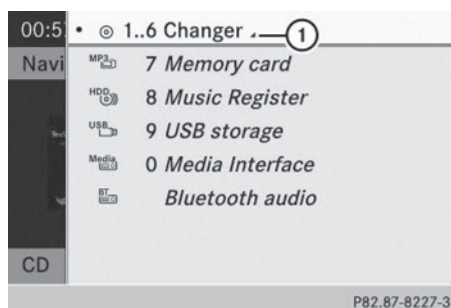 00:5
• 1..6 Changer
1
Navi
MP3 7 Memory card
HDD 8 Music Register
USB 9 USB storage
Media 0 Media Interface
BT Bluetooth audio
CD
P82.87-8227-3